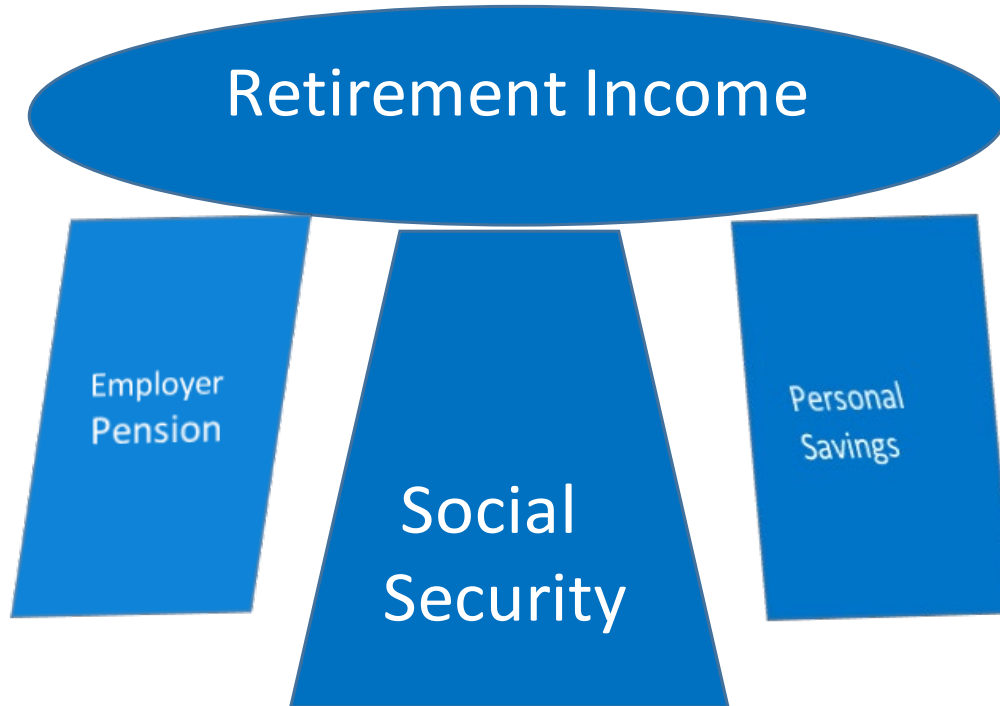 Retirement Income
Employer
Pension
Social
Security
Personal
Savings